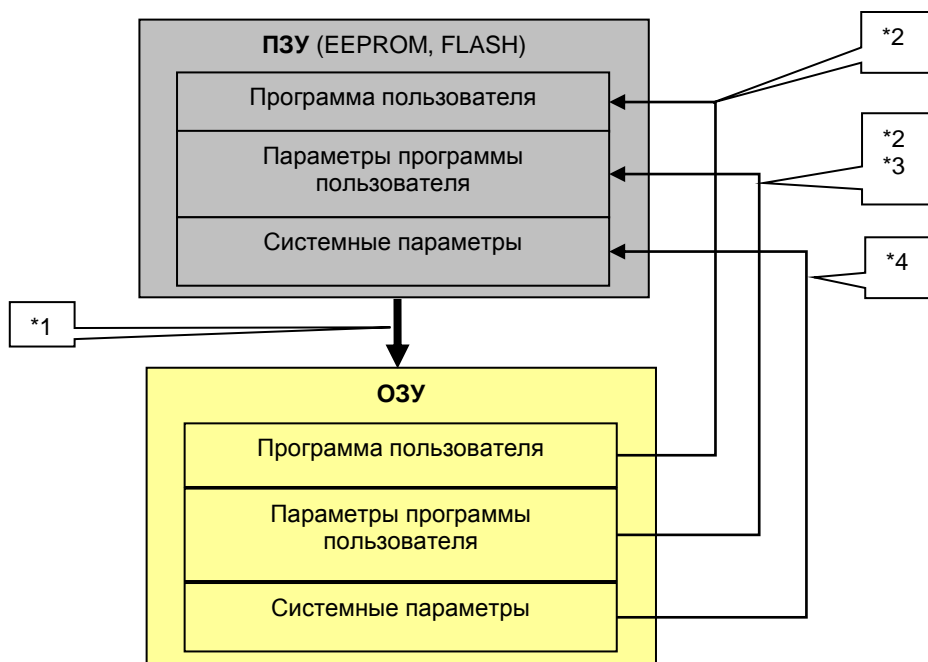 ПЗУ (EEPROM, FLASH)
*2
Программа пользователя
*2
*3
Параметры программы
пользователя
Системные параметры
*4
*1
ОЗУ
Программа пользователя
Параметры программы
пользователя
Системные параметры